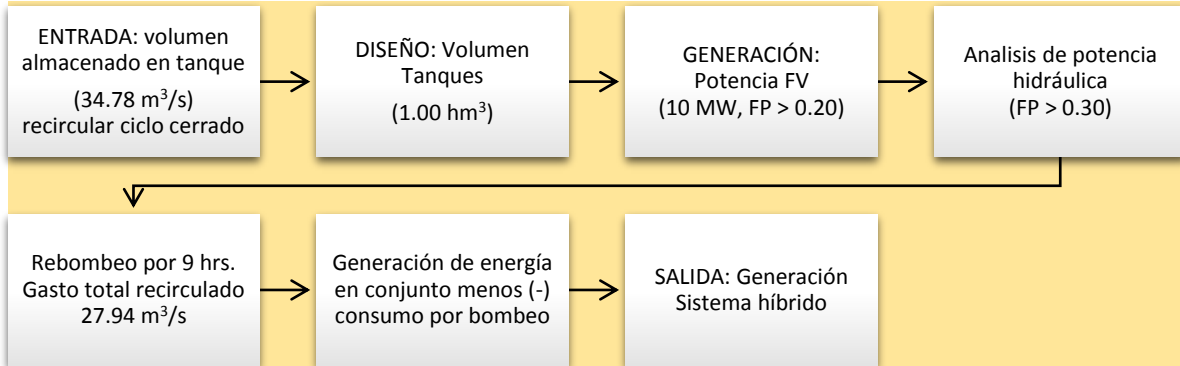 ENTRADA: volumen
almacenado en tanque
(34.78 m³/s)
recircular ciclo cerrado
DISEÑO: Volumen
Tanques
(1.00 hm³)
GENERACIÓN:
Potencia FV
(10 MW, FP > 0.20)
Analisis de potencia
hidráulica
(FP > 0.30)
Rebombeo por 9 hrs.
Gasto total recirculado
27.94 m³/s
Generación de energía
en conjunto menos (-)
consumo por bombeo
SALIDA: Generación
Sistema híbrido